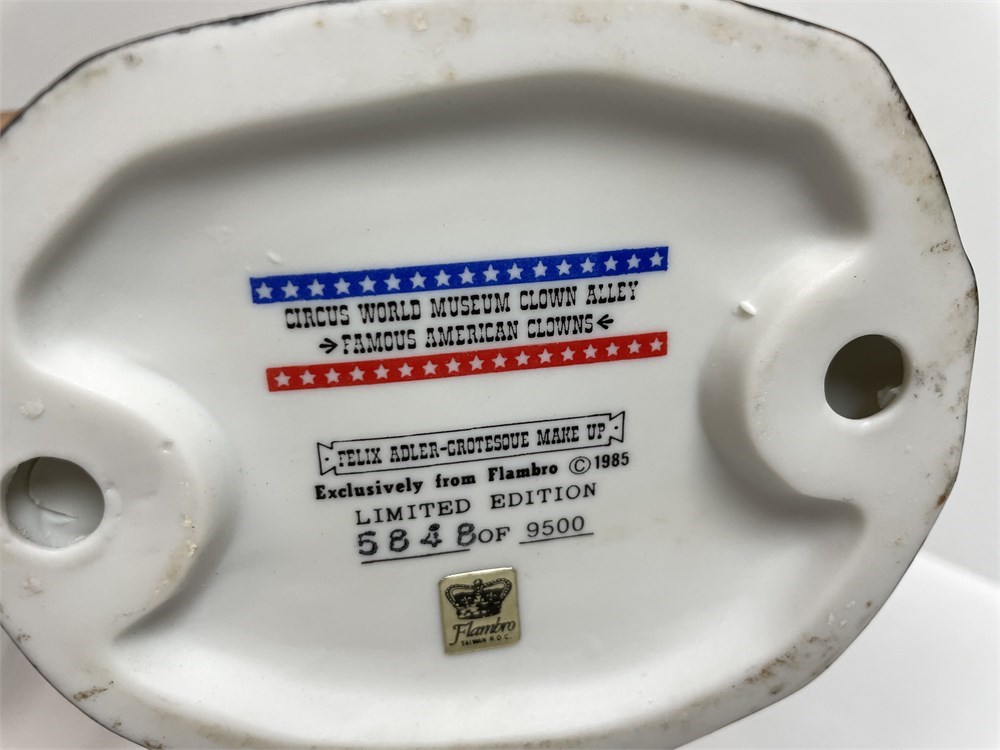 CIRCUS WORLD MUSEUM CLOWN ALLEY
→FAMOUS AMERICAN CLOWNS←
FELIX ADLER-GROTESQUE MAKE UP
Exclusively from Flambro © 1985
LIMITED EDITION
5848 OF 9500
Flambro
TAIWAN R.O.C.